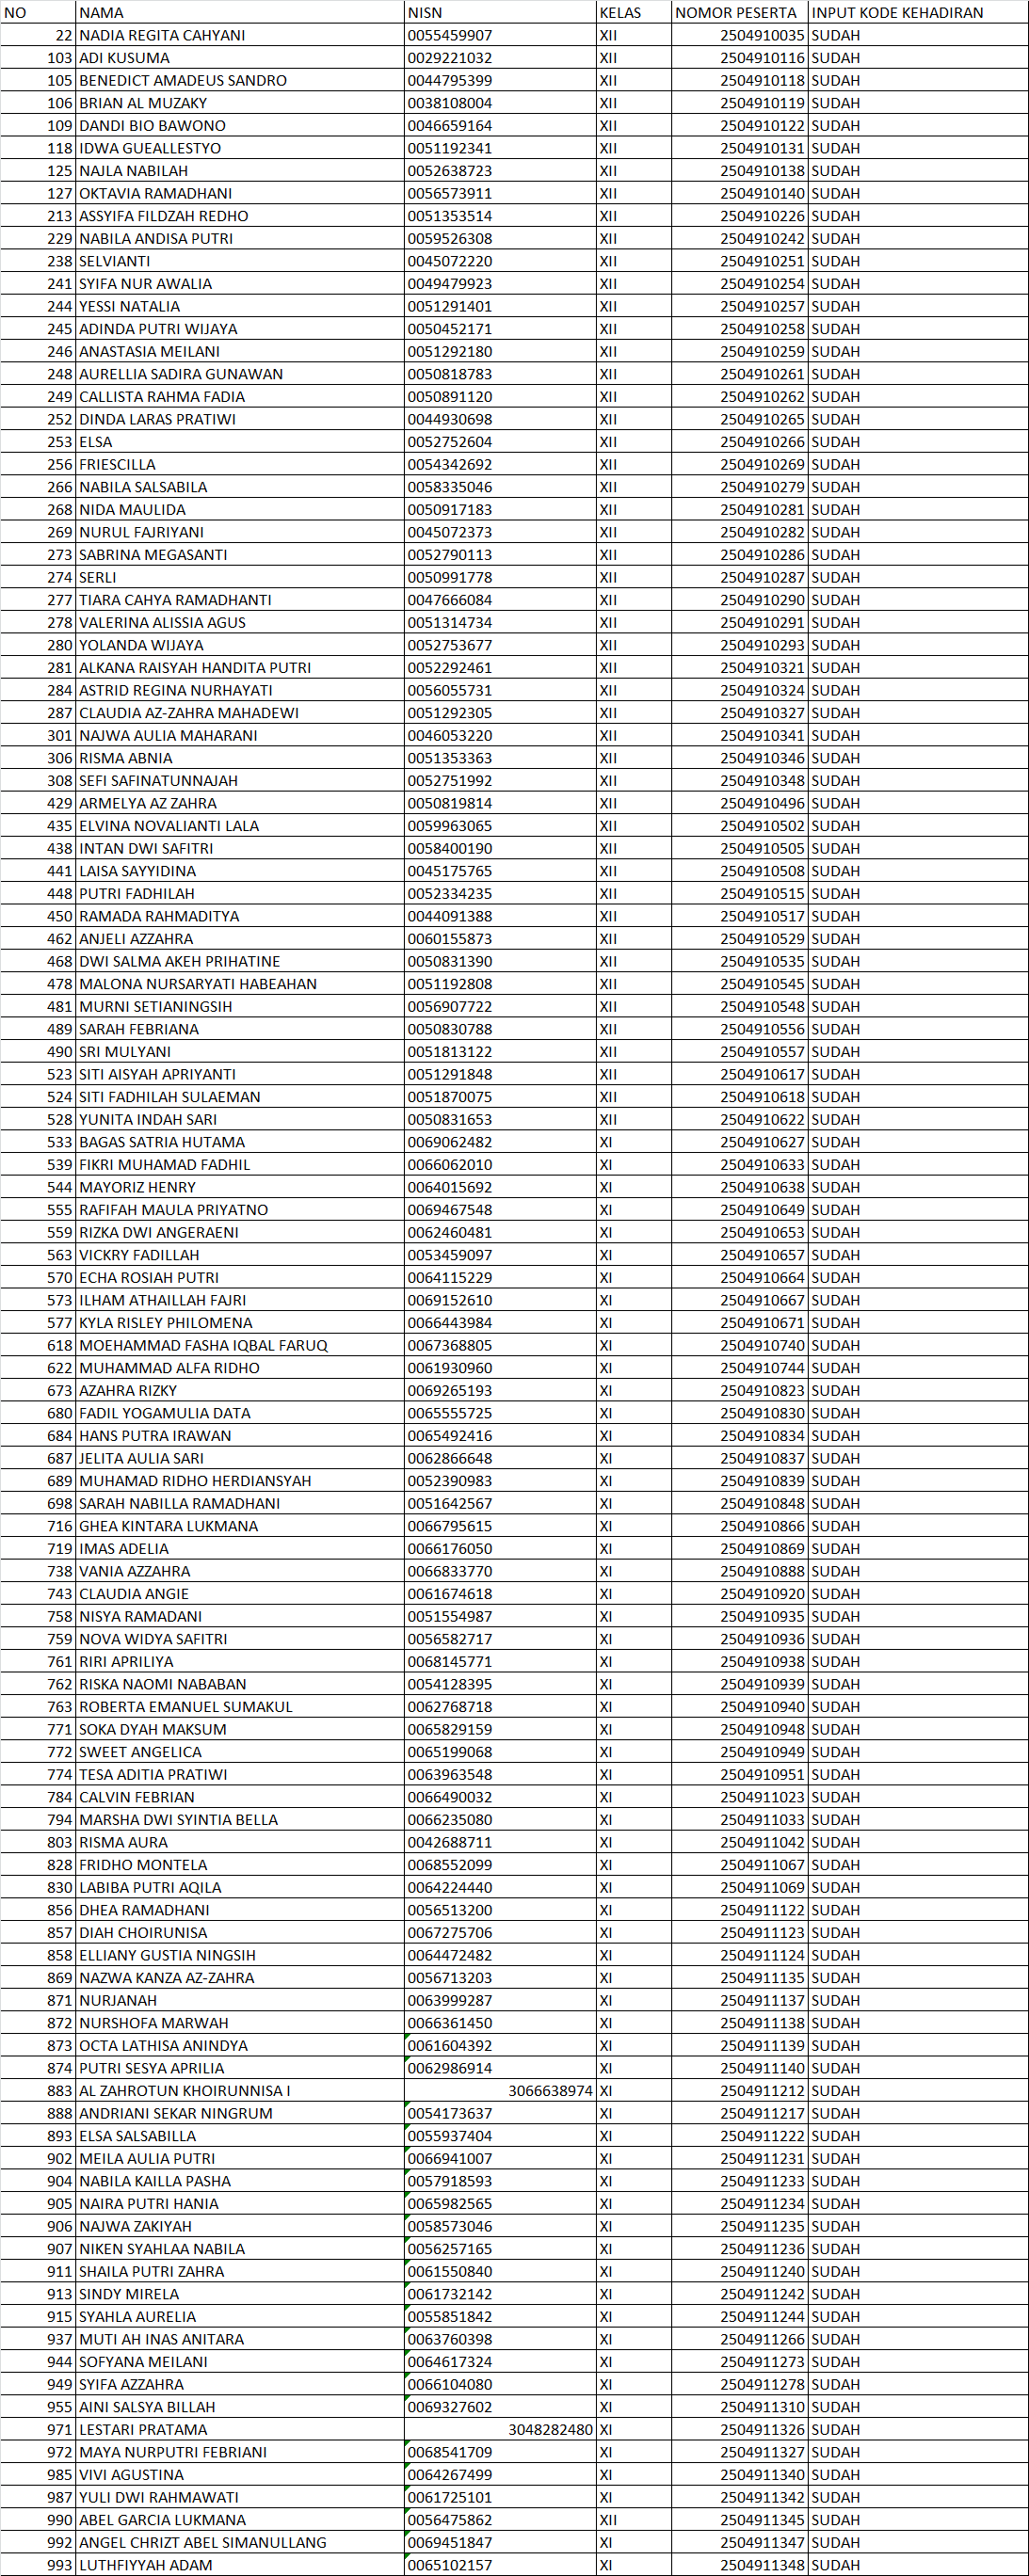 NO NAMA NISN KELAS NOMOR PESERTA INPUT KODE KEHADIRAN
22 NADIA REGITA CAHYANI 0055459907 XII 2504910035 SUDAH
103 ADI KUSUMA 0029221032 XII 2504910116 SUDAH
105 BENEDICT AMADEUS SANDRO 0044795399 XII 2504910118 SUDAH
106 BRIAN AL MUZAKY 0038108004 XII 2504910119 SUDAH
109 DANDI BIO BAWONO 0046659164 XII 2504910122 SUDAH
118 IDWA GUEALLESTYO 0051192341 XII 2504910131 SUDAH
125 NAJLA NABILAH 0052638723 XII 2504910138 SUDAH
127 OKTAVIA RAMADHANI 0056573911 XII 2504910140 SUDAH
213 ASSYIFA FILDZAH REDHO 0051353514 XII 2504910226 SUDAH
229 NABILA ANDISA PUTRI 0059526308 XII 2504910242 SUDAH
238 SELVIANTI 0045072220 XII 2504910251 SUDAH
241 SYIFA NUR AWALIA 0049479923 XII 2504910254 SUDAH
244 YESSI NATALIA 0051291401 XII 2504910257 SUDAH
245 ADINDA PUTRI WIJAYA 0050452171 XII 2504910258 SUDAH
246 ANASTASIA MEILANI 0051292180 XII 2504910259 SUDAH
248 AURELLIA SADIRA GUNAWAN 0050818783 XII 2504910261 SUDAH
249 CALLISTA RAHMA FADIA 0050891120 XII 2504910262 SUDAH
252 DINDA LARAS PRATIWI 0044930698 XII 2504910265 SUDAH
253 ELSA 0052752604 XII 2504910266 SUDAH
256 FRIESCILLA 0054342692 XII 2504910269 SUDAH
266 NABILA SALSABILA 0058335046 XII 2504910279 SUDAH
268 NIDA MAULIDA 0050917183 XII 2504910281 SUDAH
269 NURUL FAJRIYANI 0045072373 XII 2504910282 SUDAH
273 SABRINA MEGASANTI 0052790113 XII 2504910286 SUDAH
274 SERLI 0050991778 XII 2504910287 SUDAH
277 TIARA CAHYA RAMADHANTI 0047666084 XII 2504910290 SUDAH
278 VALERINA ALISSIA AGUS 0051314734 XII 2504910291 SUDAH
280 YOLANDA WIJAYA 0052753677 XII 2504910293 SUDAH
281 ALKANA RAISYAH HANDITA PUTRI 0052292461 XII 2504910321 SUDAH
284 ASTRID REGINA NURHAYATI 0056055731 XII 2504910324 SUDAH
287 CLAUDIA AZ-ZAHRA MAHADEWI 0051292305 XII 2504910327 SUDAH
301 NAJWA AULIA MAHARANI 0046053220 XII 2504910341 SUDAH
306 RISMA ABNIA 0051353363 XII 2504910346 SUDAH
308 SEFI SAFINATUNNAJAH 0052751992 XII 2504910348 SUDAH
429 ARMELYA AZ ZAHRA 0050819814 XII 2504910496 SUDAH
435 ELVINA NOVALIANTI LALA 0059963065 XII 2504910502 SUDAH
438 INTAN DWI SAFITRI 0058400190 XII 2504910505 SUDAH
441 LAISA SAYYIDINA 0045175765 XII 2504910508 SUDAH
448 PUTRI FADHILAH 0052334235 XII 2504910515 SUDAH
450 RAMADA RAHMADITYA 0044091388 XII 2504910517 SUDAH
462 ANJELI AZZAHRA 0060155873 XII 2504910529 SUDAH
468 DWI SALMA AKEH PRIHATINE 0050831390 XII 2504910535 SUDAH
478 MALONA NURSARYATI HABEAHAN 0051192808 XII 2504910545 SUDAH
481 MURNI SETIANINGSIH 0056907722 XII 2504910548 SUDAH
489 SARAH FEBRIANA 0050830788 XII 2504910556 SUDAH
490 SRI MULYANI 0051813122 XII 2504910557 SUDAH
523 SITI AISYAH APRIYANTI 0051291848 XII 2504910617 SUDAH
524 SITI FADHILAH SULAEMAN 0051870075 XII 2504910618 SUDAH
528 YUNITA INDAH SARI 0050831653 XII 2504910622 SUDAH
533 BAGAS SATRIA HUTAMA 0069062482 XI 2504910627 SUDAH
539 FIKRI MUHAMAD FADHIL 0066062010 XI 2504910633 SUDAH
544 MAYORIZ HENRY 0064015692 XI 2504910638 SUDAH
555 RAFIFAH MAULA PRIYATNO 0069467548 XI 2504910649 SUDAH
559 RIZKA DWI ANGERAENI 0062460481 XI 2504910653 SUDAH
563 VICKRY FADILLAH 0053459097 XI 2504910657 SUDAH
570 ECHA ROSIAH PUTRI 0064115229 XI 2504910664 SUDAH
573 ILHAM ATHAILLAH FAJRI 0069152610 XI 2504910667 SUDAH
577 KYLA RISLEY PHILOMENA 0066443984 XI 2504910671 SUDAH
618 MOEHAMMAD FASHA IQBAL FARUQ 0067368805 XI 2504910740 SUDAH
622 MUHAMMAD ALFA RIDHO 0061930960 XI 2504910744 SUDAH
673 AZAHRA RIZKY 0069265193 XI 2504910823 SUDAH
680 FADIL YOGAMULIA DATA 0065555725 XI 2504910830 SUDAH
684 HANS PUTRA IRAWAN 0065492416 XI 2504910834 SUDAH
687 JELITA AULIA SARI 0062866648 XI 2504910837 SUDAH
689 MUHAMAD RIDHO HERDIANSYAH 0052390983 XI 2504910839 SUDAH
698 SARAH NABILLA RAMADHANI 0051642567 XI 2504910848 SUDAH
716 GHEA KINTARA LUKMANA 0066795615 XI 2504910866 SUDAH
719 IMAS ADELIA 0066176050 XI 2504910869 SUDAH
738 VANIA AZZAHRA 0066833770 XI 2504910888 SUDAH
743 CLAUDIA ANGIE 0061674618 XI 2504910920 SUDAH
758 NISYA RAMADANI 0051554987 XI 2504910935 SUDAH
759 NOVA WIDYA SAFITRI 0056582717 XI 2504910936 SUDAH
761 RIRI APRILIYA 0068145771 XI 2504910938 SUDAH
762 RISKA NAOMI NABABAN 0054128395 XI 2504910939 SUDAH
763 ROBERTA EMANUEL SUMAKUL 0062768718 XI 2504910940 SUDAH
771 SOKA DYAH MAKSUM 0065829159 XI 2504910948 SUDAH
772 SWEET ANGELICA 0065199068 XI 2504910949 SUDAH
774 TESA ADITIA PRATIWI 0063963548 XI 2504910951 SUDAH
784 CALVIN FEBRIAN 0066490032 XI 2504911023 SUDAH
794 MARSHA DWI SYINTIA BELLA 0066235080 XI 2504911033 SUDAH
803 RISMA AURA 0042688711 XI 2504911042 SUDAH
828 FRIDHO MONTELA 0068552099 XI 2504911067 SUDAH
830 LABIBA PUTRI AQILA 0064224440 XI 2504911069 SUDAH
856 DHEA RAMADHANI 0056513200 XI 2504911122 SUDAH
857 DIAH CHOIRUNISA 0067275706 XI 2504911123 SUDAH
858 ELLIANY GUSTIA NINGSIH 0064472482 XI 2504911124 SUDAH
869 NAZWA KANZA AZ-ZAHRA 0056713203 XI 2504911135 SUDAH
871 NURJANAH 0063999287 XI 2504911137 SUDAH
872 NURSHOFA MARWAH 0066361450 XI 2504911138 SUDAH
873 OCTA LATHISA ANINDYA 0061604392 XI 2504911139 SUDAH
874 PUTRI SESYA APRILIA 0062986914 XI 2504911140 SUDAH
883 AL ZAHROTUN KHOIRUNNISA I 3066638974 XI 2504911212 SUDAH
888 ANDRIANI SEKAR NINGRUM 0054173637 XI 2504911217 SUDAH
893 ELSA SALSABILLA 0055937404 XI 2504911222 SUDAH
902 MEILA AULIA PUTRI 0066941007 XI 2504911231 SUDAH
904 NABILA KAILLA PASHA 0057918593 XI 2504911233 SUDAH
905 NAIRA PUTRI HANIA 0065982565 XI 2504911234 SUDAH
906 NAJWA ZAKIYAH 0058573046 XI 2504911235 SUDAH
907 NIKEN SYAHLAA NABILA 0056257165 XI 2504911236 SUDAH
911 SHAILA PUTRI ZAHRA 0061550840 XI 2504911240 SUDAH
913 SINDY MIRELA 0061732142 XI 2504911242 SUDAH
915 SYAHLA AURELIA 0055851842 XI 2504911244 SUDAH
937 MUTI AH INAS ANITARA 0063760398 XI 2504911266 SUDAH
944 SOFYANA MEILANI 0064617324 XI 2504911273 SUDAH
949 SYIFA AZZAHRA 0066104080 XI 2504911278 SUDAH
955 AINI SALSYA BILLAH 0069327602 XI 2504911310 SUDAH
971 LESTARI PRATAMA 3048282480 XI 2504911326 SUDAH
972 MAYA NURPUTRI FEBRIANI 0068541709 XI 2504911327 SUDAH
985 VIVI AGUSTINA 0064267499 XI 2504911340 SUDAH
987 YULI DWI RAHMAWATI 0061725101 XI 2504911342 SUDAH
990 ABEL GARCIA LUKMANA 0056475862 XII 2504911345 SUDAH
992 ANGEL CHRIZT ABEL SIMANULLANG 0069451847 XI 2504911347 SUDAH
993 LUTHFIYYAH ADAM 0065102157 XI 2504911348 SUDAH